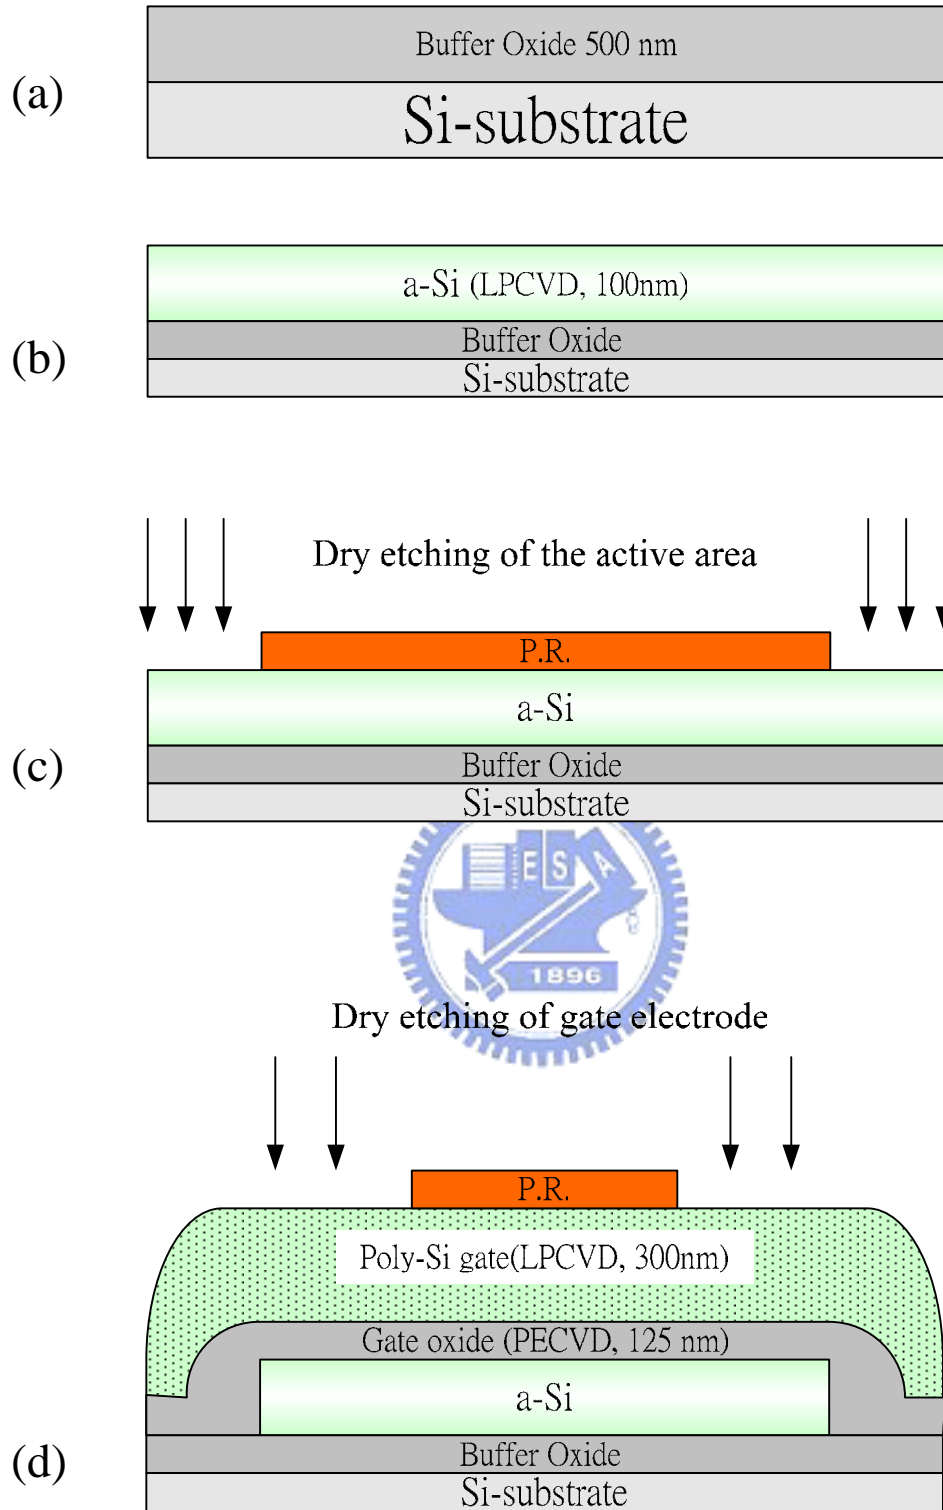 (a)
Buffer Oxide 500 nm
Si-substrate
(b)
a-Si (LPCVD, 100nm)
Buffer Oxide
Si-substrate
Dry etching of the active area
P.R.
a-Si
(c)
Buffer Oxide
Si-substrate
E S A
1896
Dry etching of gate electrode
P.R.
Poly-Si gate(LPCVD, 300nm)
Gate oxide (PECVD, 125 nm)
a-Si
(d)
Buffer Oxide
Si-substrate